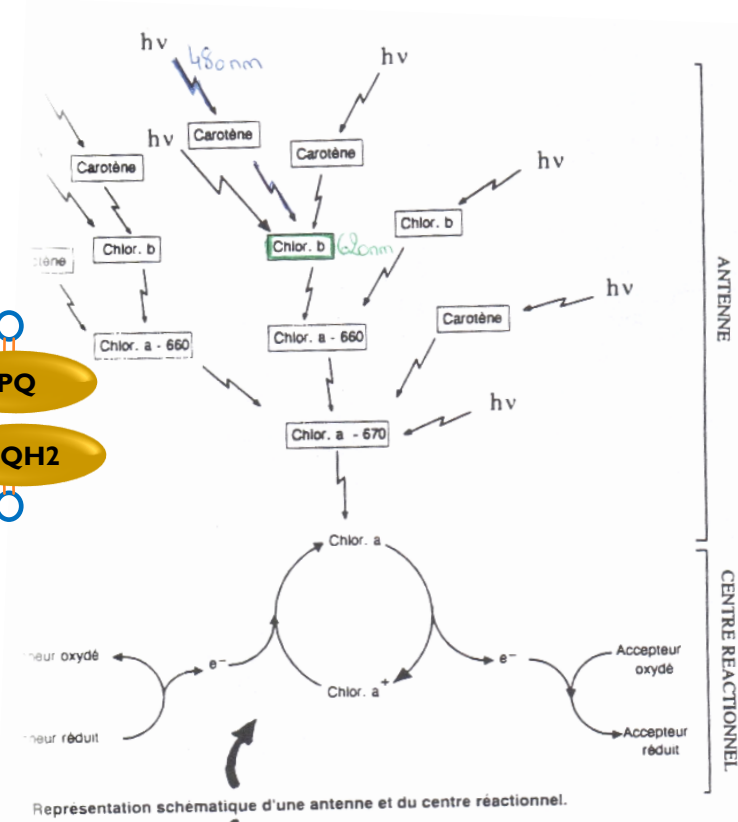 hν
480nm
hν
Carotène
hν
Carotène
Carotène
hν
Chlor. b
Chlor. b
Chlor. b
Chlor. a - 660
Chlor. a - 660
Carotène
hν
hν
Chlor. a - 670
ANTENNE
PQ
QH2
Chlor. a
oxydé
e⁻
e⁻
Accepteur
oxydé
Chlor. a⁺
réduit
Accepteur
réduit
CENTRE REACTIONNEL
Représentation schématique d'une antenne et du centre réactionnel.